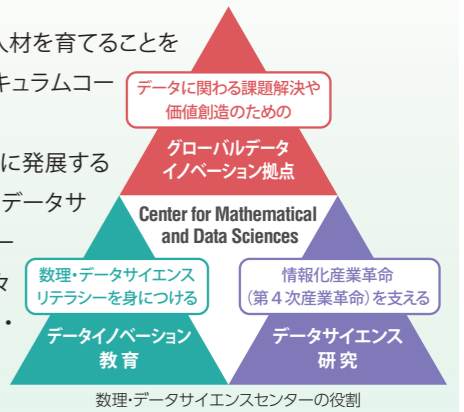 人材を育てることを
キュラムコー
に発展する
データサ
ー
々
・
データに関わる課題解決や
価値創造のための
グローバルデータ
イノベーション拠点
Center for Mathematical
and Data Sciences
数理・データサイエンス
リテラシーを身につける
データイノベーション
教育
情報化産業革命
(第4次産業革命)を支える
データサイエンス
研究
数理・データサイエンスセンターの役割